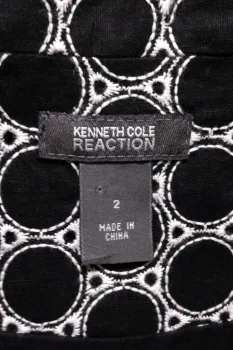 KENNETH COLE
REACTION
2
MADE IN
CHINA